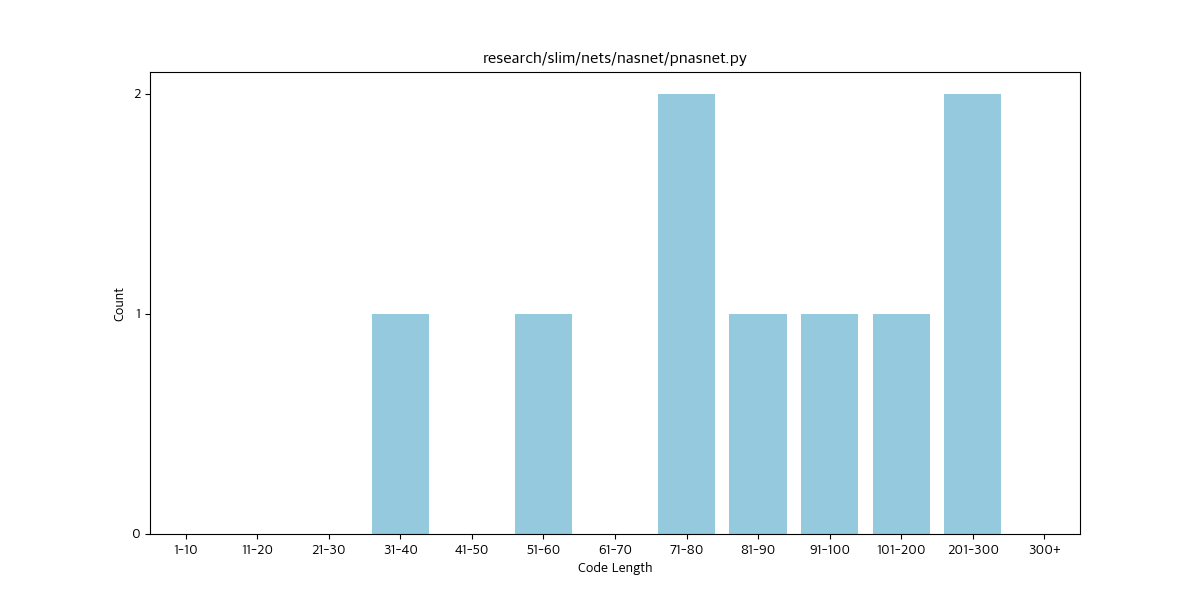 research/slim/nets/nasnet/pnasnet.py
Count
2
1
0
1-10 11-20 21-30 31-40 41-50 51-60 61-70 71-80 81-90 91-100 101-200 201-300 300+
Code Length